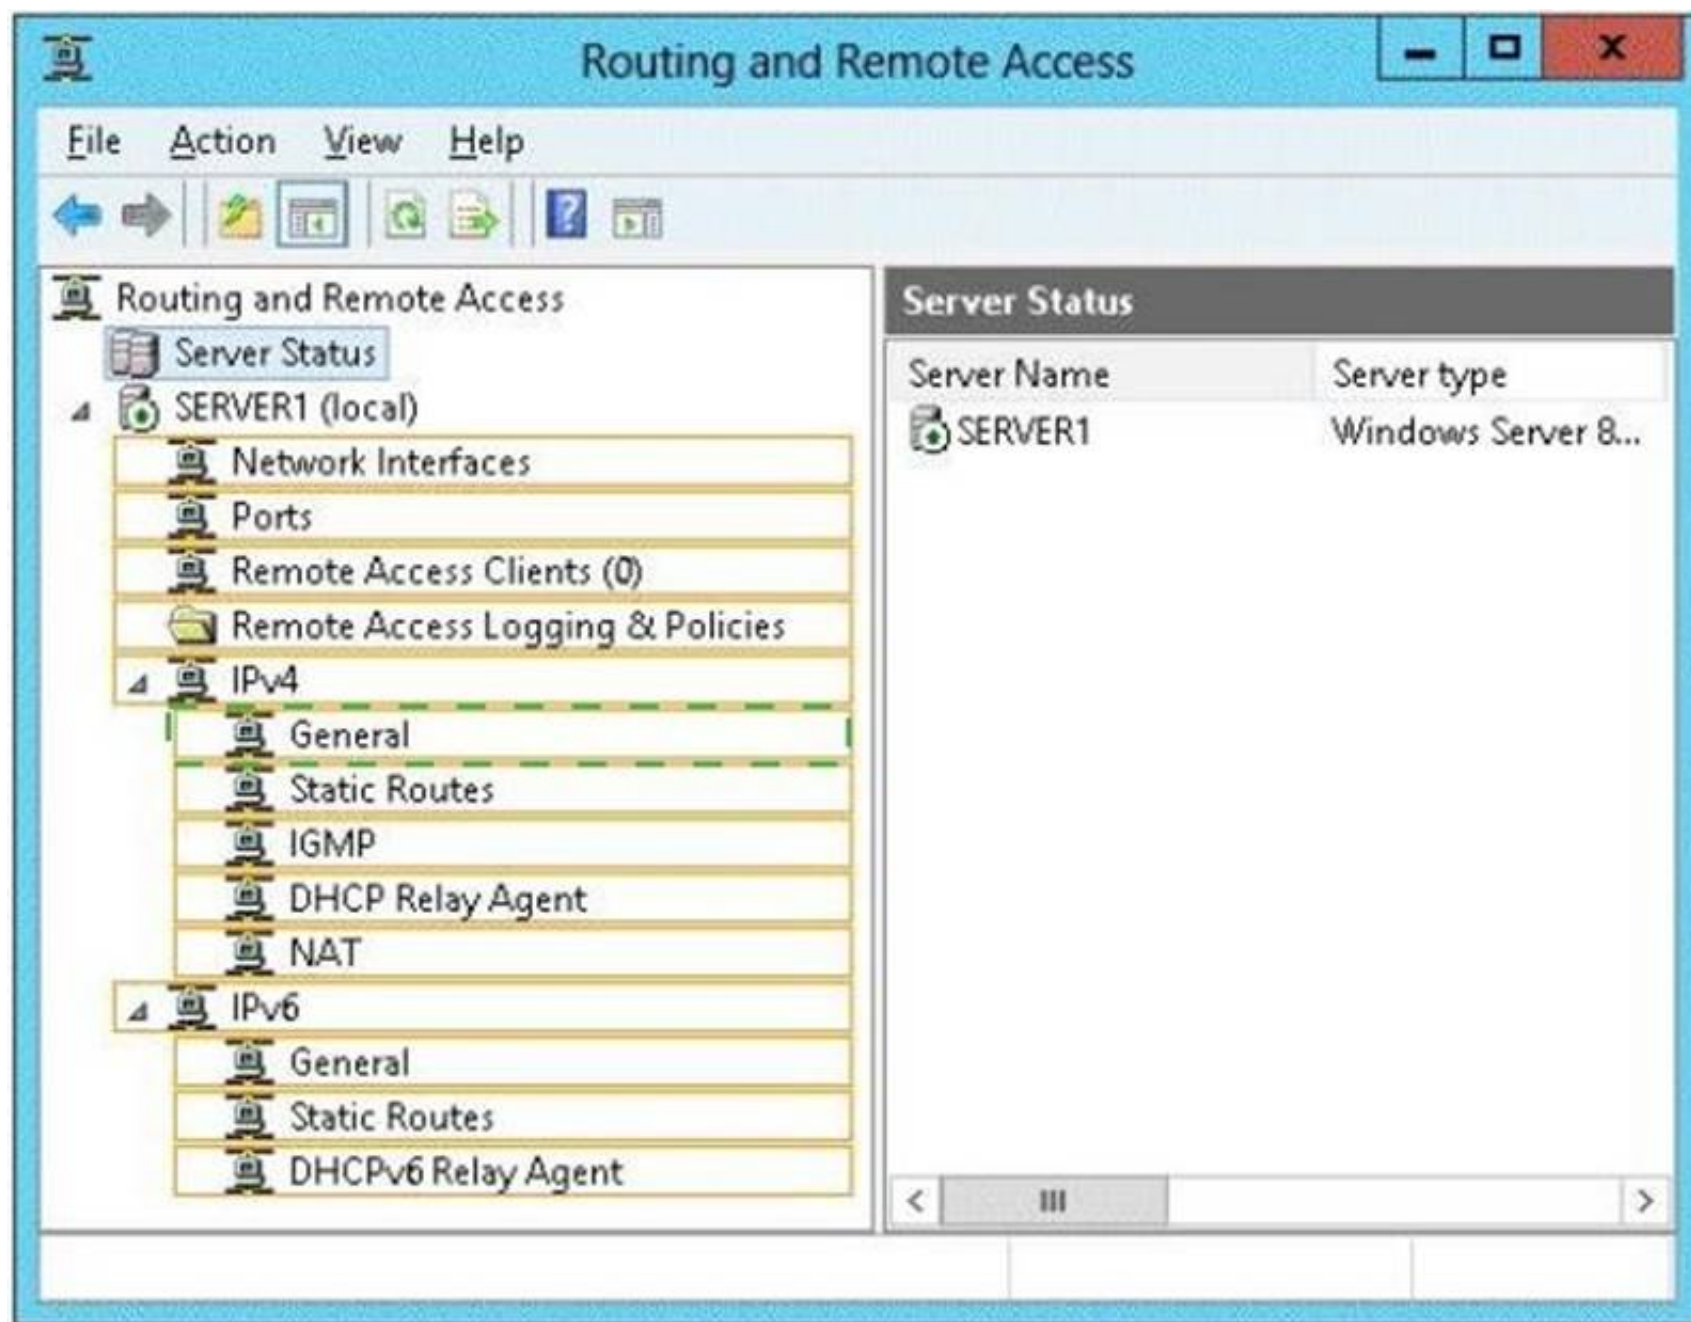 Routing and Remote Access
File Action View Help
Routing and Remote Access
Server Status
SERVER1 (local)
Network Interfaces
Ports
Remote Access Clients (0)
Remote Access Logging & Policies
IPv4
General
Static Routes
IGMP
DHCP Relay Agent
NAT
IPv6
General
Static Routes
DHCPv6 Relay Agent
Server Status
Server Name Server type
SERVER1 Windows Server 8...